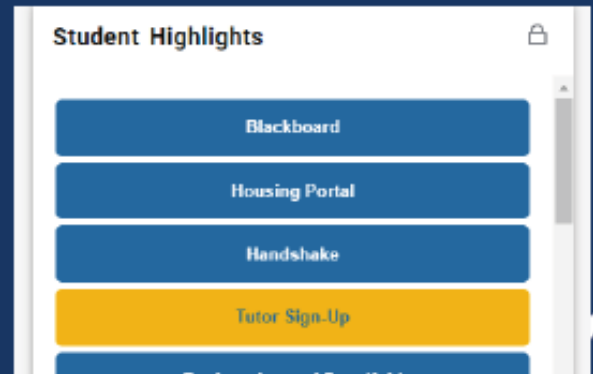 Student Highlights
Blackboard
Housing Portal
Handshake
Tutor Sign-Up